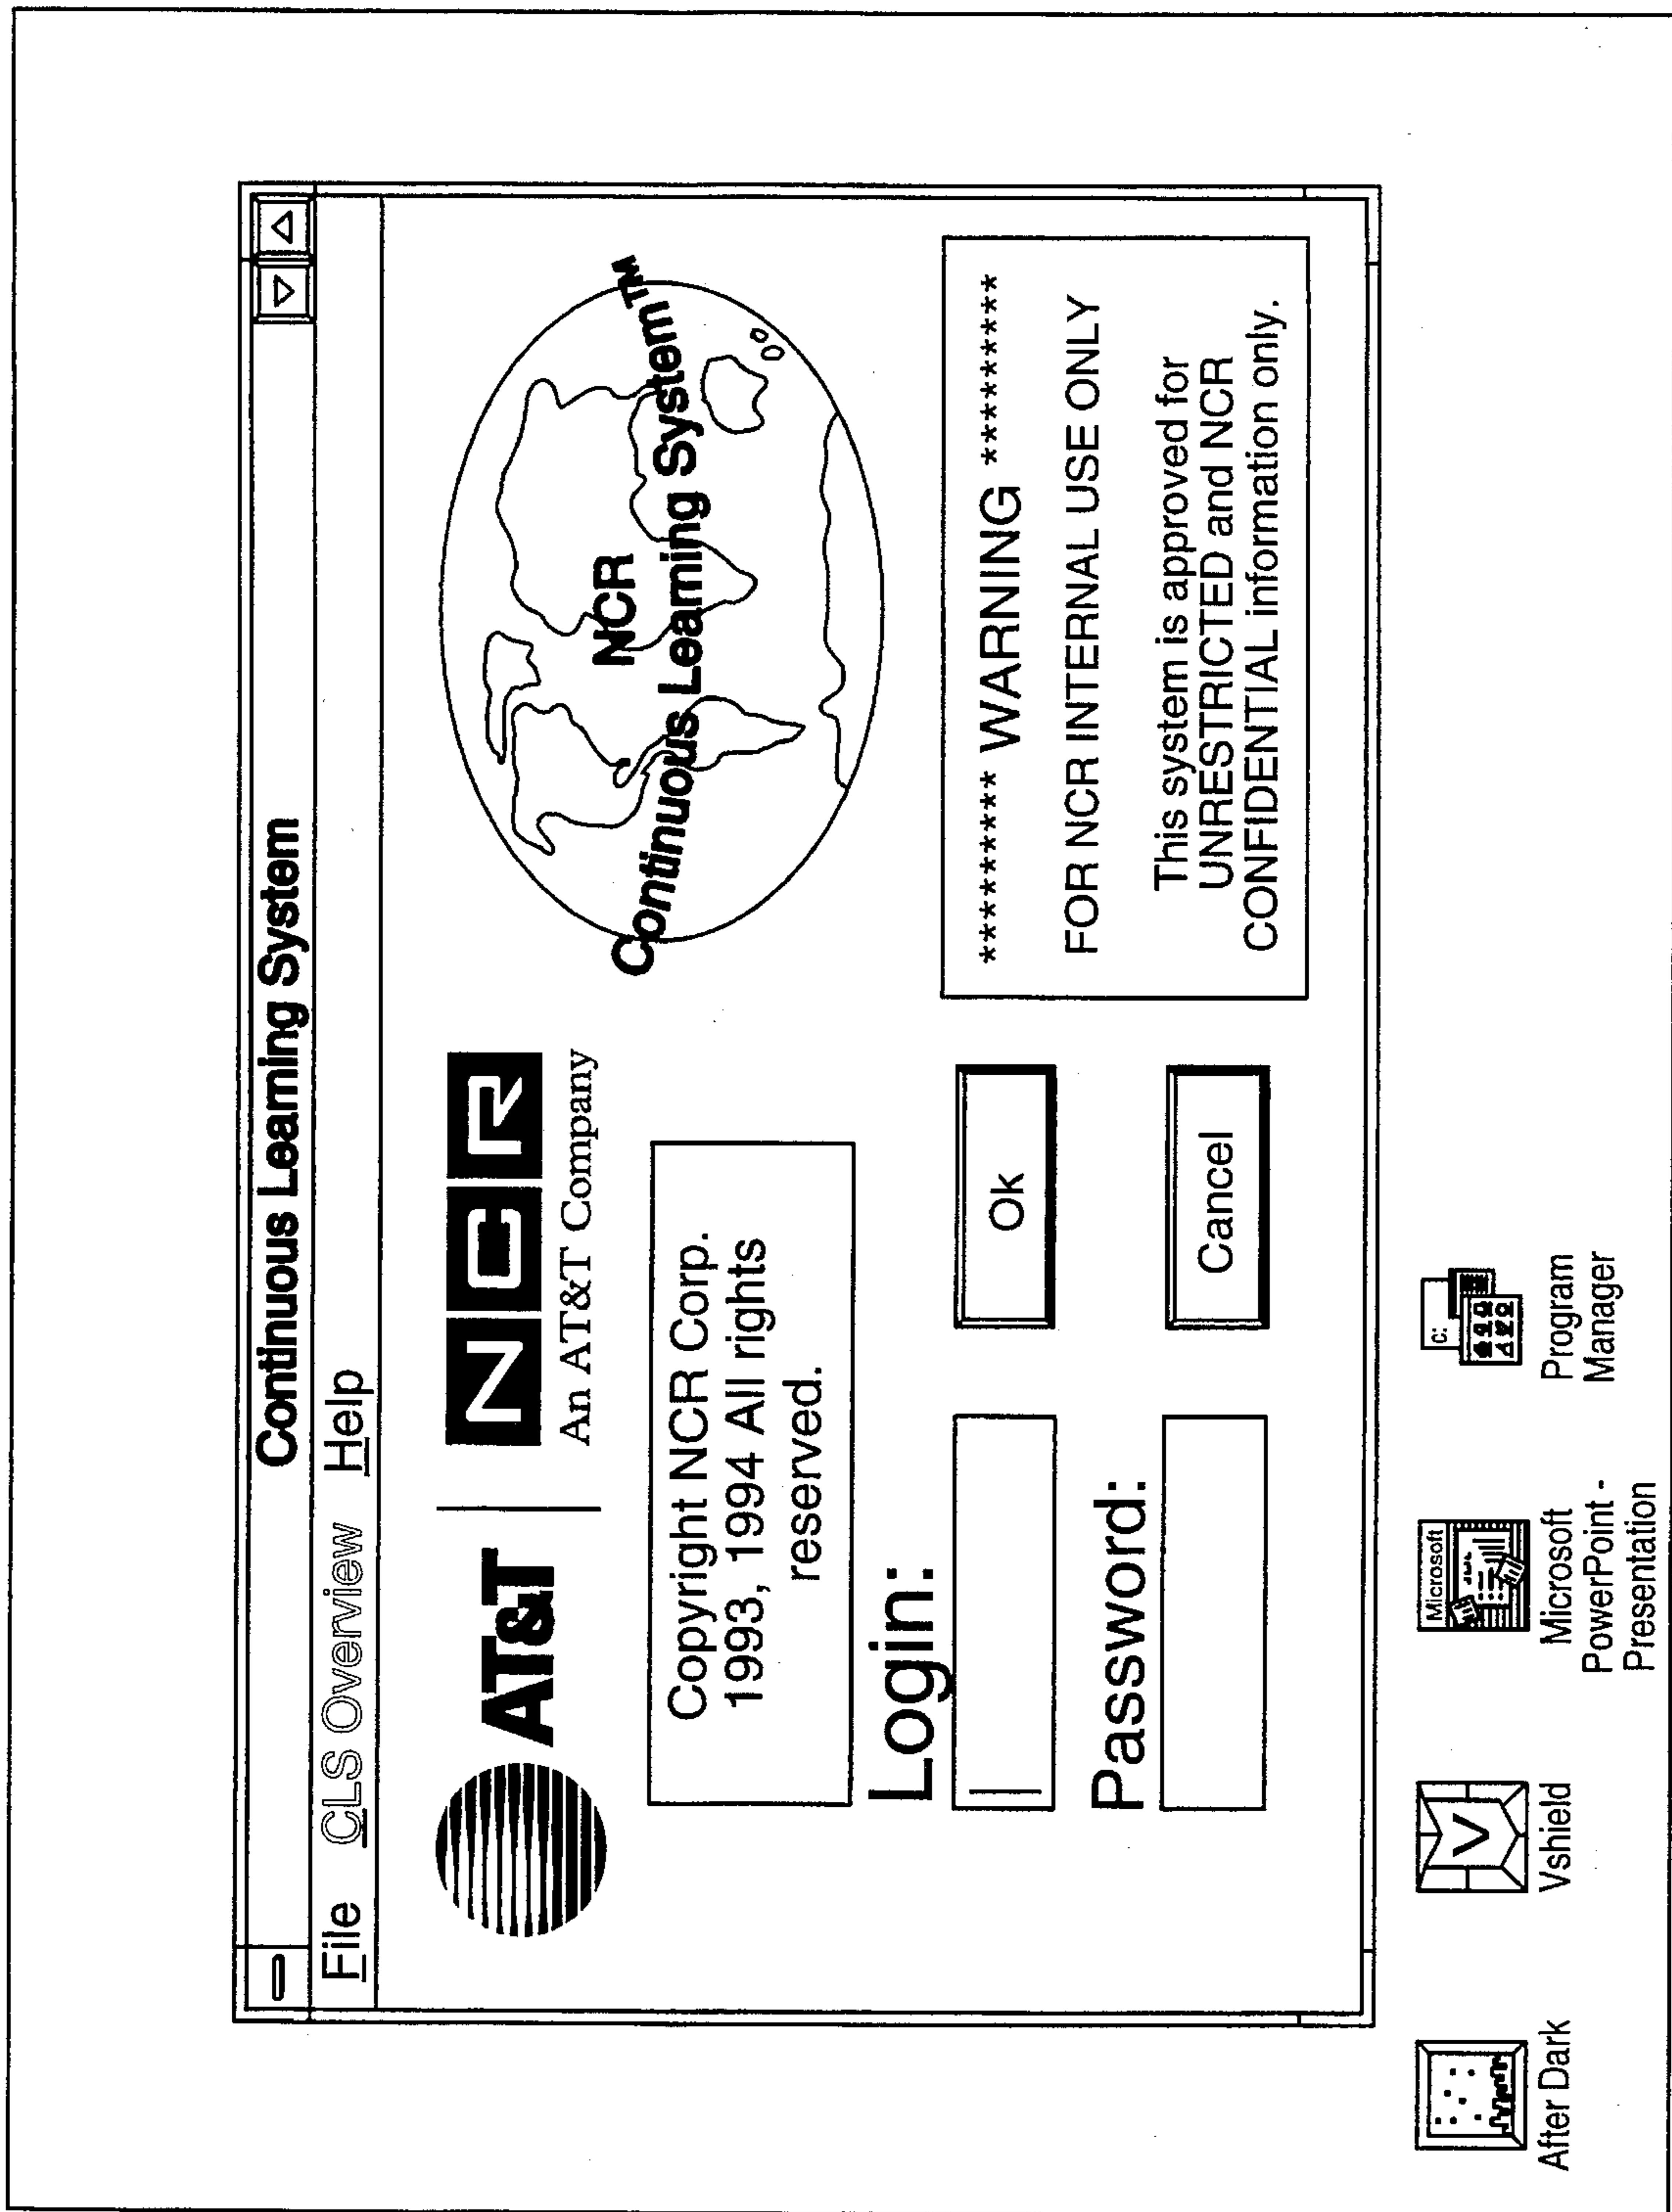 Continuous Learning System
File CLS Overview Help
AT&T
NCR
An AT&T Company
NCR
Continuous Learning System™
Copyright NCR Corp.
1993, 1994 All rights
reserved.
Login:
Ok
Password:
Cancel
********* WARNING *********
FOR NCR INTERNAL USE ONLY
This system is approved for
UNRESTRICTED and NCR
CONFIDENTIAL information only.
After Dark
V
Vshield
Microsoft
Microsoft
PowerPoint -
Presentation
c:
Program
Manager